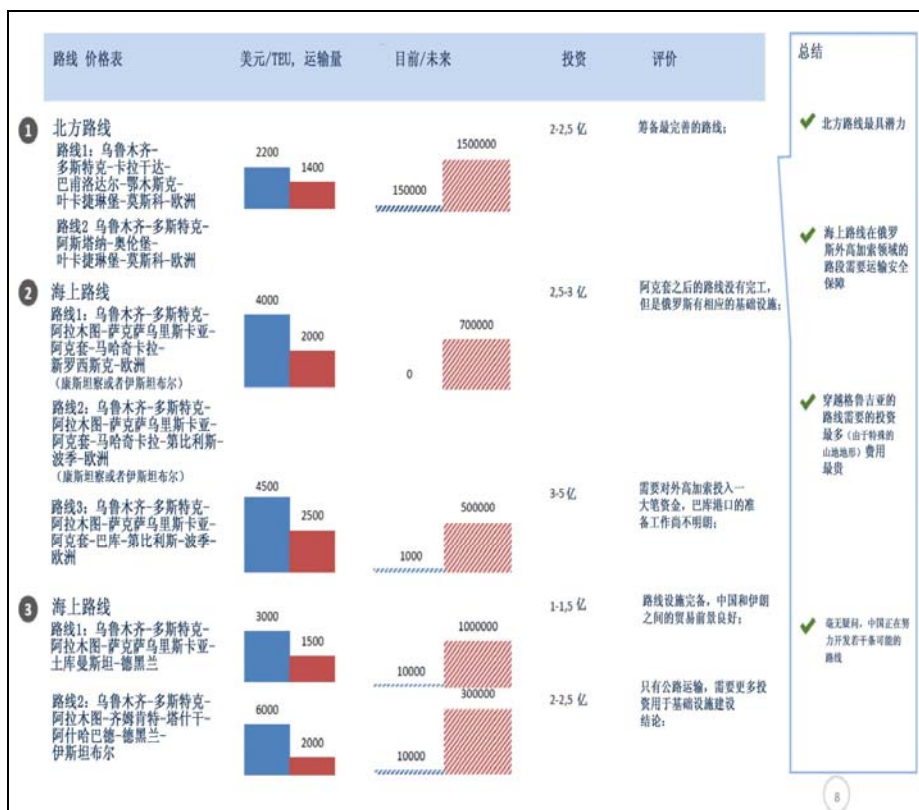 路线 价格表
美元/TEU, 运输量
目前/未来
投资
评价
1
北方路线
路线1: 乌鲁木齐-
多斯特克-卡拉干达-
巴甫洛达尔-鄂木斯克-
叶卡捷琳堡-莫斯科-欧洲
路线2 乌鲁木齐-多斯特克-
阿斯塔纳-奥伦堡-
叶卡捷琳堡-莫斯科-欧洲
2200
1400
150000
1500000
2-2,5 亿
筹备最完善的路线;
2
海上路线
路线1: 乌鲁木齐-多斯特克-
阿拉木图-萨克萨乌里斯卡亚-
阿克套-马哈奇卡拉-
新罗西斯克-欧洲
(康斯坦察或者伊斯坦布尔)
4000
2000
0
700000
2,5-3 亿
阿克套之后的路线没有完工,
但是俄罗斯有相应的基础设施;
路线2: 乌鲁木齐-多斯特克-
阿拉木图-萨克萨乌里斯卡亚-
阿克套-马哈奇卡拉-第比利斯-
波季-欧洲
(康斯坦察或者伊斯坦布尔)
路线3: 乌鲁木齐-多斯特克-
阿拉木图-萨克萨乌里斯卡亚-
阿克套-巴库-第比利斯-波季-
欧洲
4500
2500
1000
500000
3-5亿
需要对外高加索投入一
大笔资金, 巴库港口的准
备工作尚不明朗;
3
海上路线
路线1: 乌鲁木齐-多斯特克-
阿拉木图-萨克萨乌里斯卡亚-
土库曼斯坦-德黑兰
3000
1500
10000
1000000
1-1,5 亿
路线设施完备, 中国和伊朗
之间的贸易前景良好;
路线2: 乌鲁木齐-多斯特克-
阿拉木图-齐姆肯特-塔什干-
阿什哈巴德-德黑兰-
伊斯坦布尔
6000
2000
10000
300000
2-2,5 亿
只有公路运输, 需要更多投
资用于基础设施建设
结论:
总结
北方路线最具潜力
海上路线在俄罗
斯外高加索领域的
路段需要运输安全
保障
穿越格鲁吉亚的
路线需要的投资
最多 (由于特殊的
山地地形) 费用
最贵
毫无疑问, 中国正在努
力开发若干条可能的
路线
8